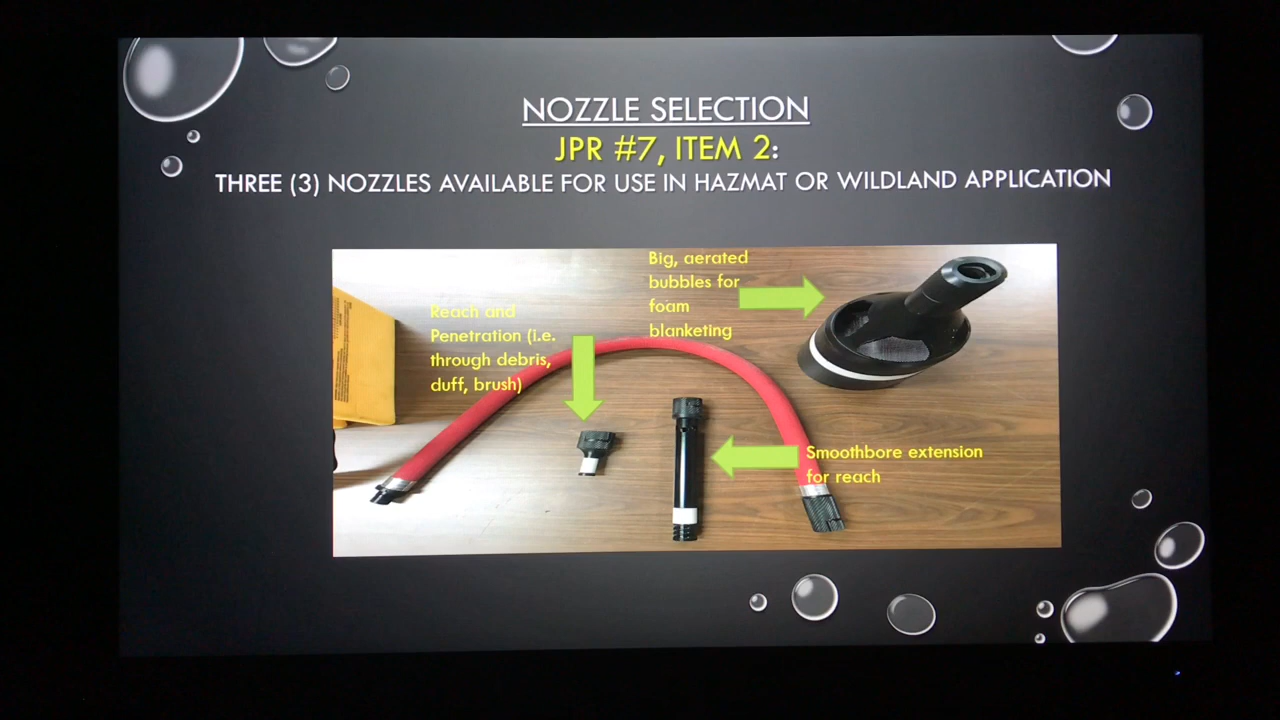 NOZZLE SELECTION
JPR #7, ITEM 2:
THREE (3) NOZZLES AVAILABLE FOR USE IN HAZMAT OR WILDLAND APPLICATION
Big, aerated
bubbles for
foam
blanketing
Reach and
Penetration (i.e.
through debris,
duff, brush)
Smoothbore extension
for reach